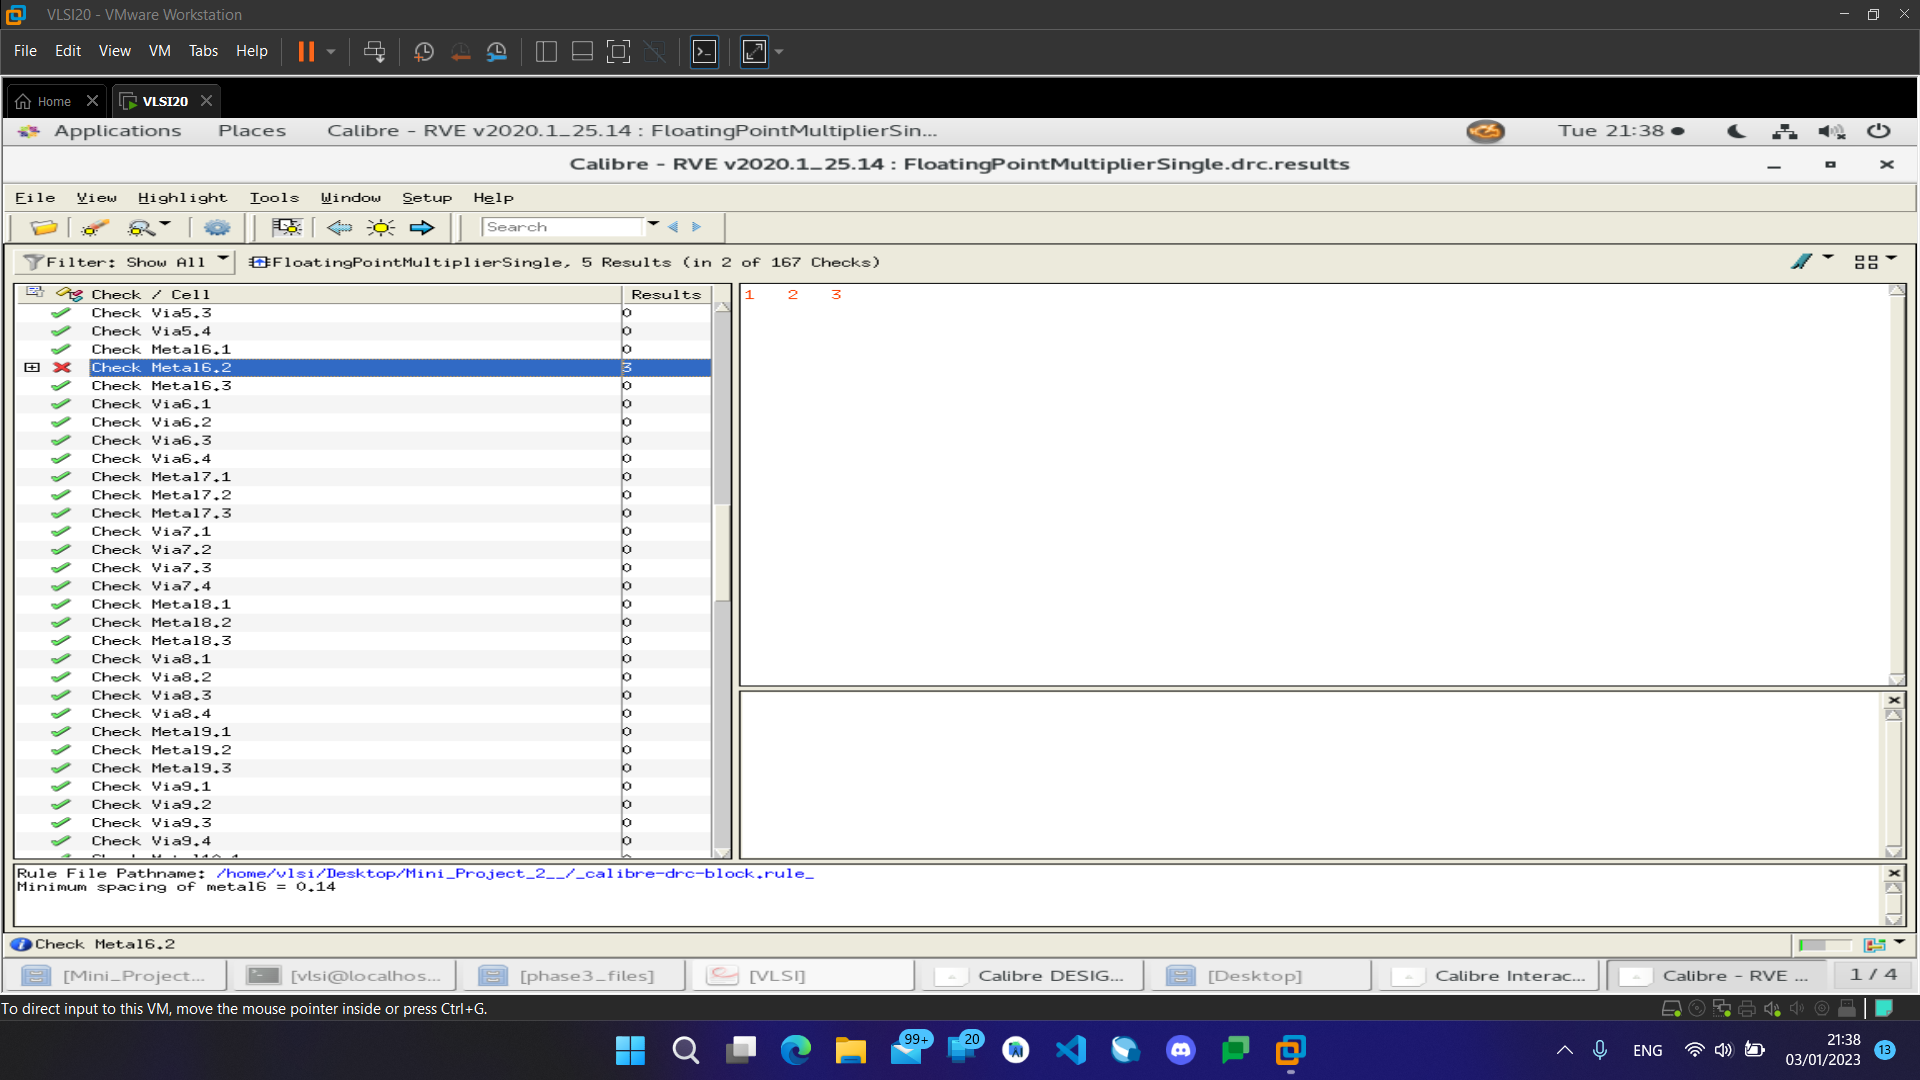 VLSI20 - VMware Workstation
File Edit View VM Tabs Help
Home VLSI20
Applications Places Calibre - RVE v2020.1_25.14 : FloatingPointMultiplierSin... Tue 21:38
Calibre - RVE v2020.1_25.14 : FloatingPointMultiplierSingle.drc.results
File View Highlight Tools Window Setup Help
Search
Filter: Show All FloatingPointMultiplierSingle, 5 Results (in 2 of 167 Checks)
Check / Cell Results
1 2 3
Check Via5.3 0
Check Via5.4 0
Check Metal6.1 0
Check Metal6.2 3
Check Metal6.3 0
Check Via6.1 0
Check Via6.2 0
Check Via6.3 0
Check Via6.4 0
Check Metal7.1 0
Check Metal7.2 0
Check Metal7.3 0
Check Via7.1 0
Check Via7.2 0
Check Via7.3 0
Check Via7.4 0
Check Metal8.1 0
Check Metal8.2 0
Check Metal8.3 0
Check Via8.1 0
Check Via8.2 0
Check Via8.3 0
Check Via8.4 0
Check Metal9.1 0
Check Metal9.2 0
Check Metal9.3 0
Check Via9.1 0
Check Via9.2 0
Check Via9.3 0
Check Via9.4 0
Rule File Pathname: /home/vlsi/Desktop/Mini_Project_2__/_calibre-drc-block.rule_
Minimum spacing of metal6 = 0.14
Check Metal6.2
[Mini_Project... [vlsi@localhos... [phase3_files] [VLSI] Calibre DESIG... [Desktop] Calibre Interac... Calibre - RVE ... 1 / 4
To direct input to this VM, move the mouse pointer inside or press Ctrl+G.
99+ 20 ENG 21:38
03/01/2023 13